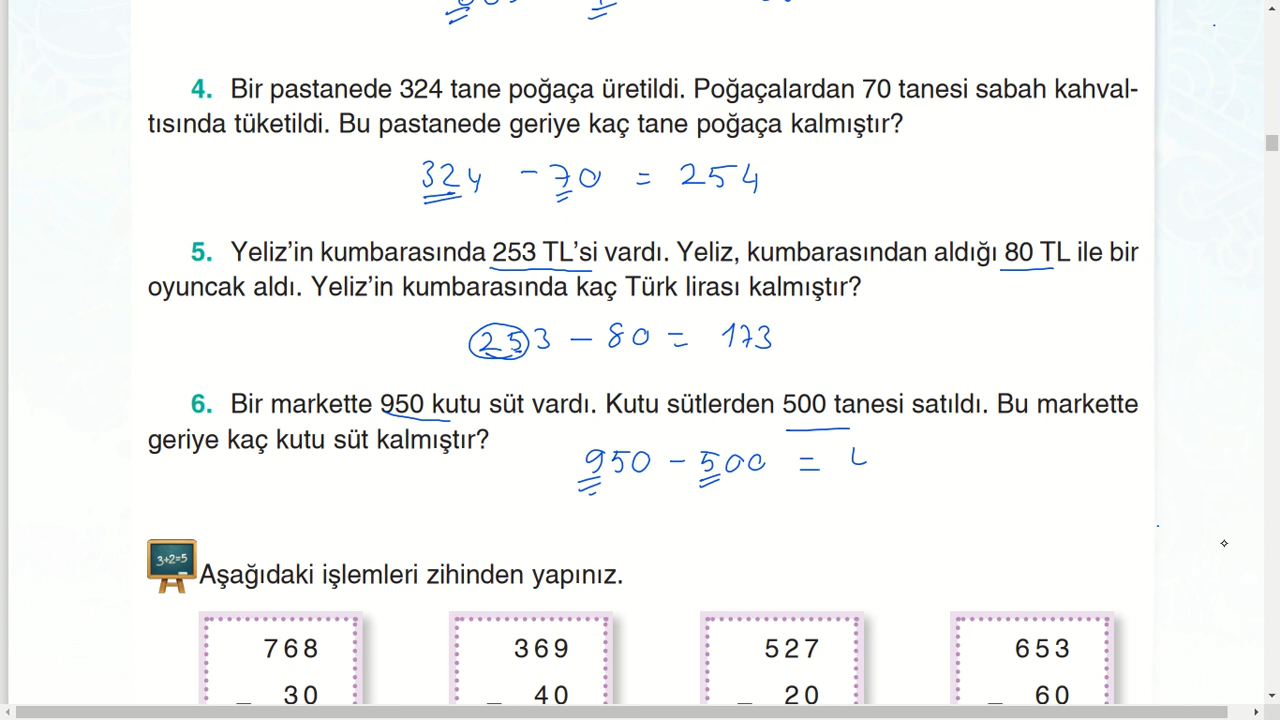 4. Bir pastanede 324 tane poğaça üretildi. Poğaçalardan 70 tanesi sabah kahval-
tısında tüketildi. Bu pastanede geriye kaç tane poğaça kalmıştır?
324 - 70 = 254
5. Yeliz'in kumbarasında 253 TL'si vardı. Yeliz, kumbarasından aldığı 80 TL ile bir
oyuncak aldı. Yeliz'in kumbarasında kaç Türk lirası kalmıştır?
253 - 80 = 173
6. Bir markette 950 kutu süt vardı. Kutu sütlerden 500 tanesi satıldı. Bu markette
geriye kaç kutu süt kalmıştır?
950 - 500 =
3+2=5
Aşağıdaki işlemleri zihinden yapınız.
768 369 527 653
- 30 - 40 - 20 - 60